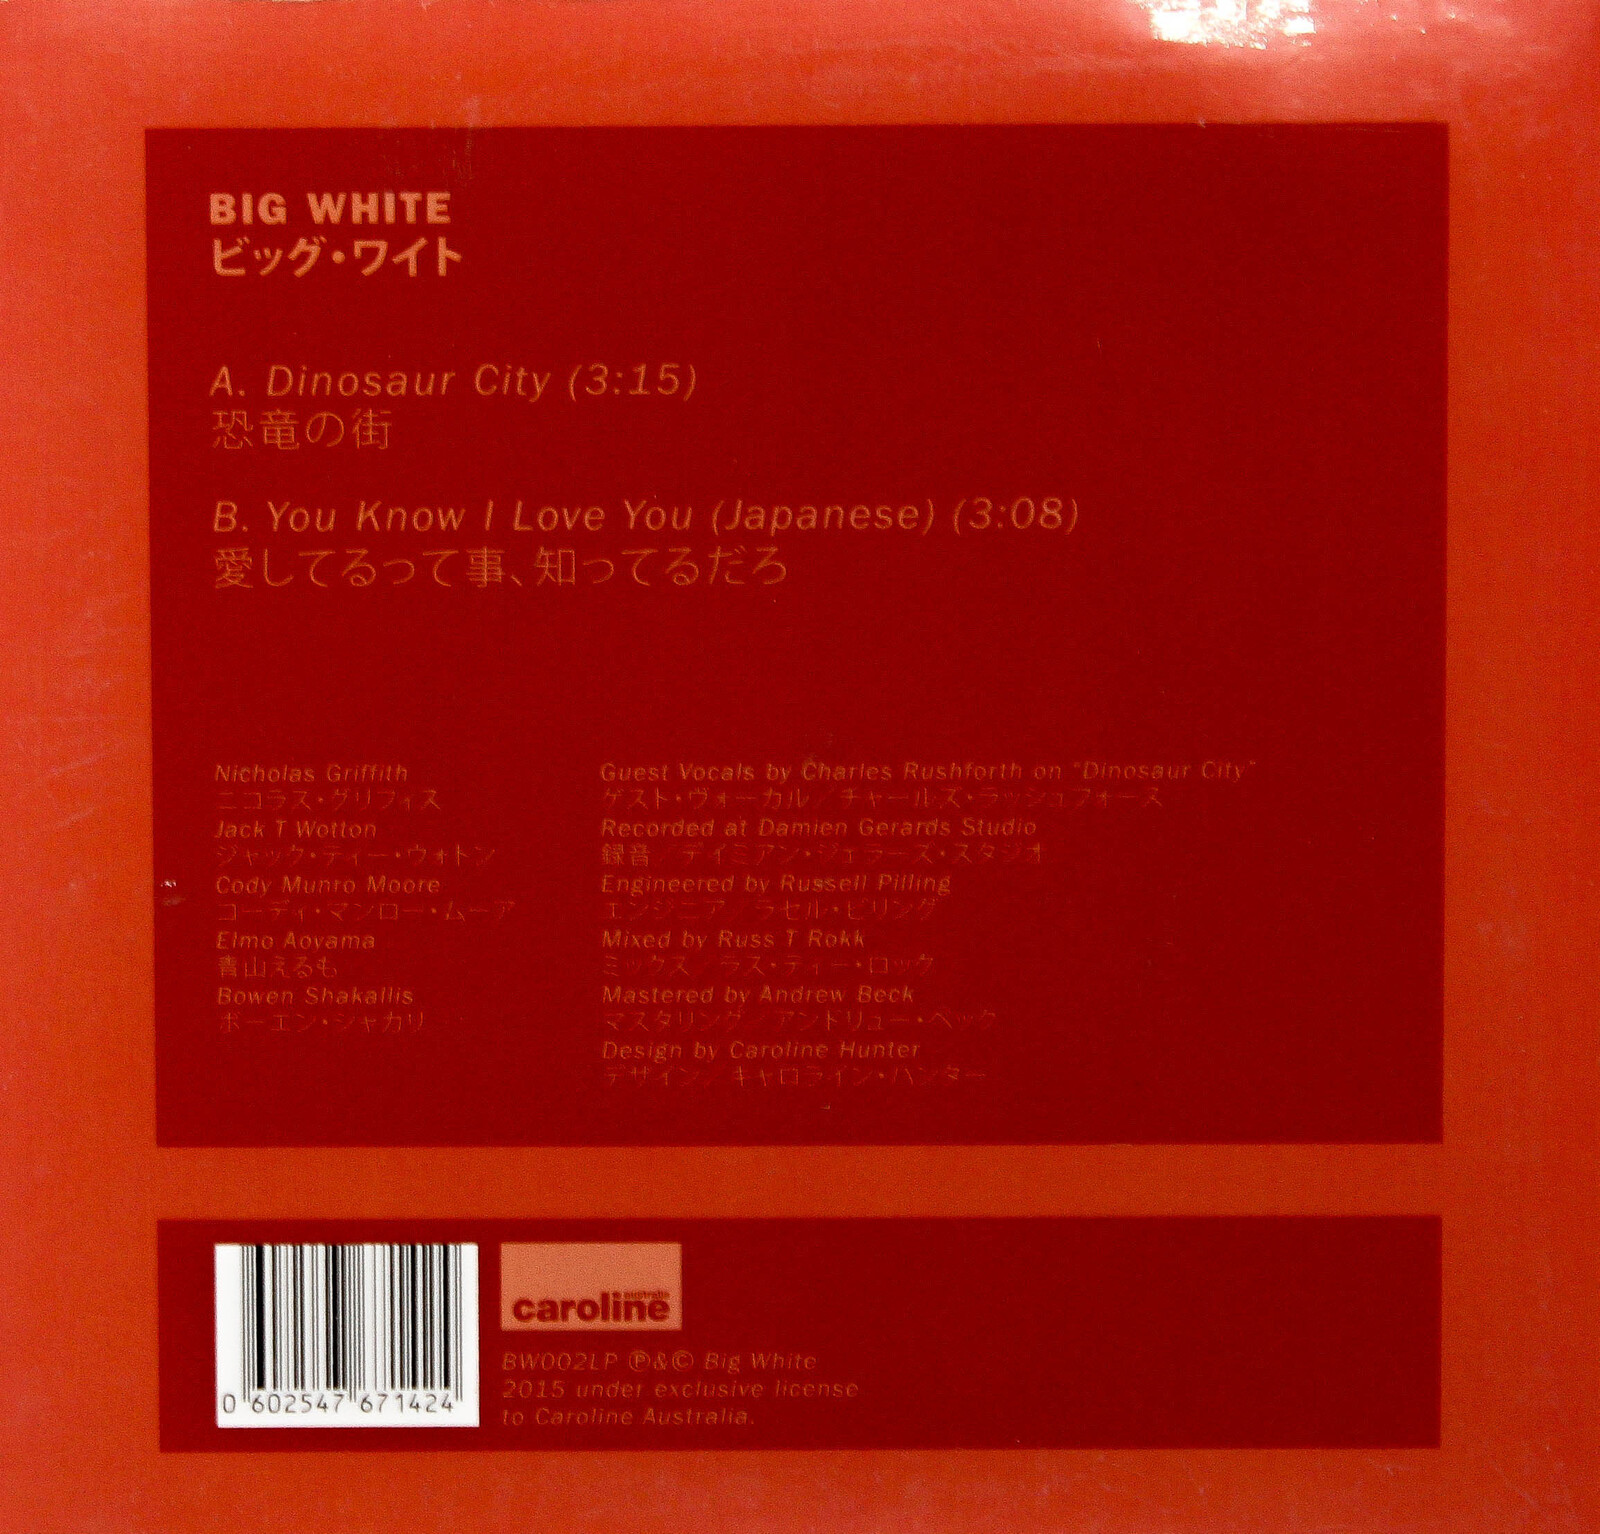 BIG WHITE
ビッグ・ワイト
A. Dinosaur City (3:15)
恐竜の街
B. You Know I Love You (Japanese) (3:08)
愛してるって事、知ってるだろ
Nicholas Griffith
ニコラス・グリフィス
Jack T Wotton
ジャック・ティー・ウォトン
Cody Munro Moore
コーディ・マンロー・ムーア
Elmo Aoyama
青山えるも
Bowen Shakallis
ボーエン・シャカリ
Guest Vocals by Charles Rushforth on "Dinosaur City"
ゲスト・ヴォーカル／チャールズ・ラッシュフォース
Recorded at Damien Gerards Studio
録音／デイミアン・ジェラーズ・スタジオ
Engineered by Russell Pilling
エンジニア／ラセル・ピリング
Mixed by Russ T Rokk
ミックス／ラス・ティー・ロック
Mastered by Andrew Beck
マスタリング／アンドリュー・ベック
Design by Caroline Hunter
デザイン／キャロライン・ハンター
0 602547 671424
australia
caroline
BW002LP ℗&© Big White
2015 under exclusive license
to Caroline Australia.